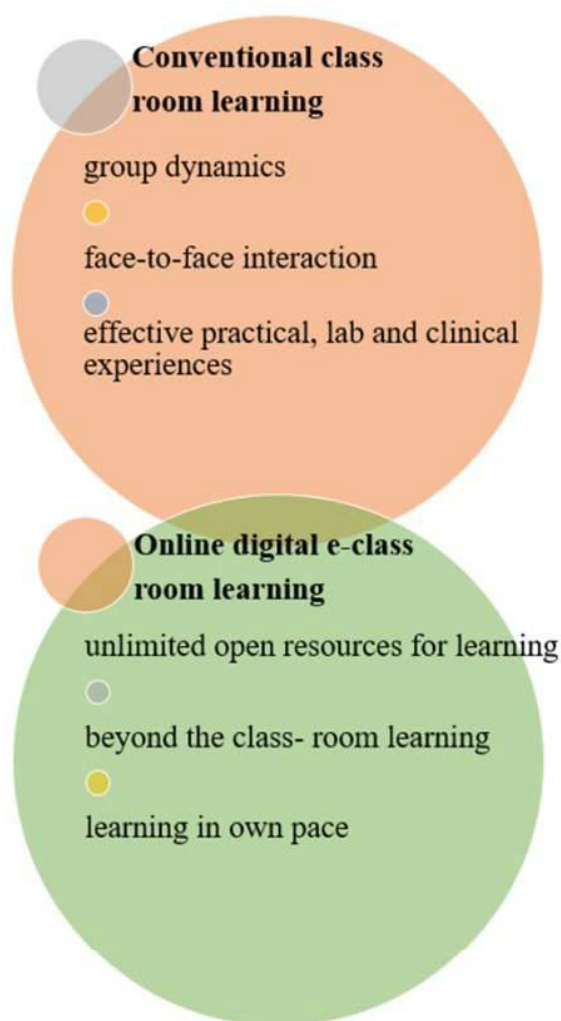 Conventional class
room learning
group dynamics
face-to-face interaction
effective practical, lab and clinical
experiences
Online digital e-class
room learning
unlimited open resources for learning
beyond the class- room learning
learning in own pace